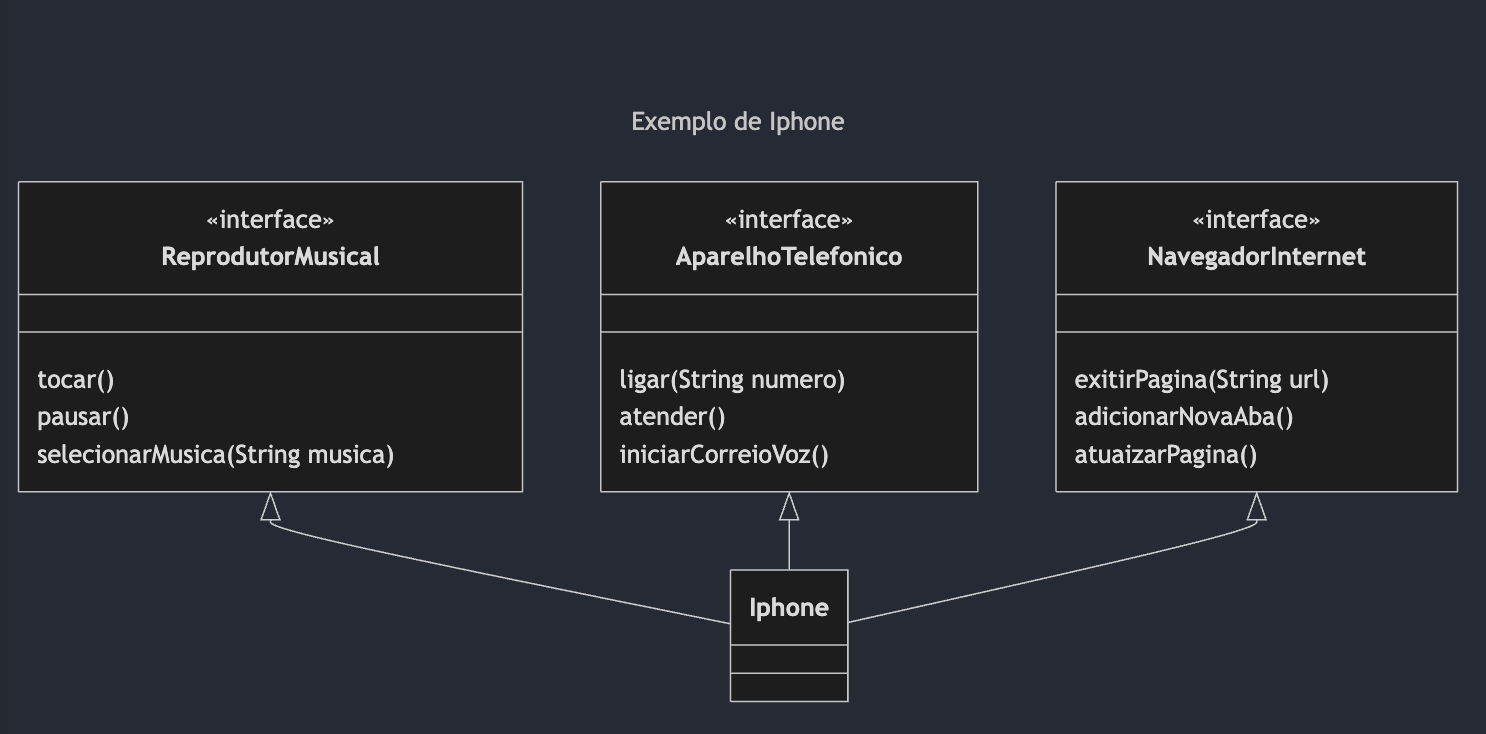 Exemplo de Iphone
«interface»
ReprodutorMusical
tocar()
pausar()
selecionarMusica(String musica)
«interface»
AparelhoTelefonico
ligar(String numero)
atender()
iniciarCorreioVoz()
«interface»
NavegadorInternet
exitirPagina(String url)
adicionarNovaAba()
atuaizarPagina()
Iphone